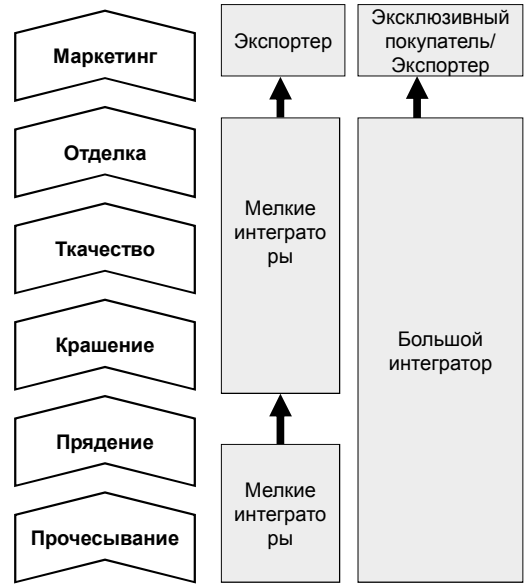 Маркетинг
Отделка
Ткачество
Крашение
Прядение
Прочесывание
Экспортер
Мелкие
интеграто
ры
Мелкие
интеграто
ры
Эксклюзивный
покупатель/
Экспортер
Большой
интегратор